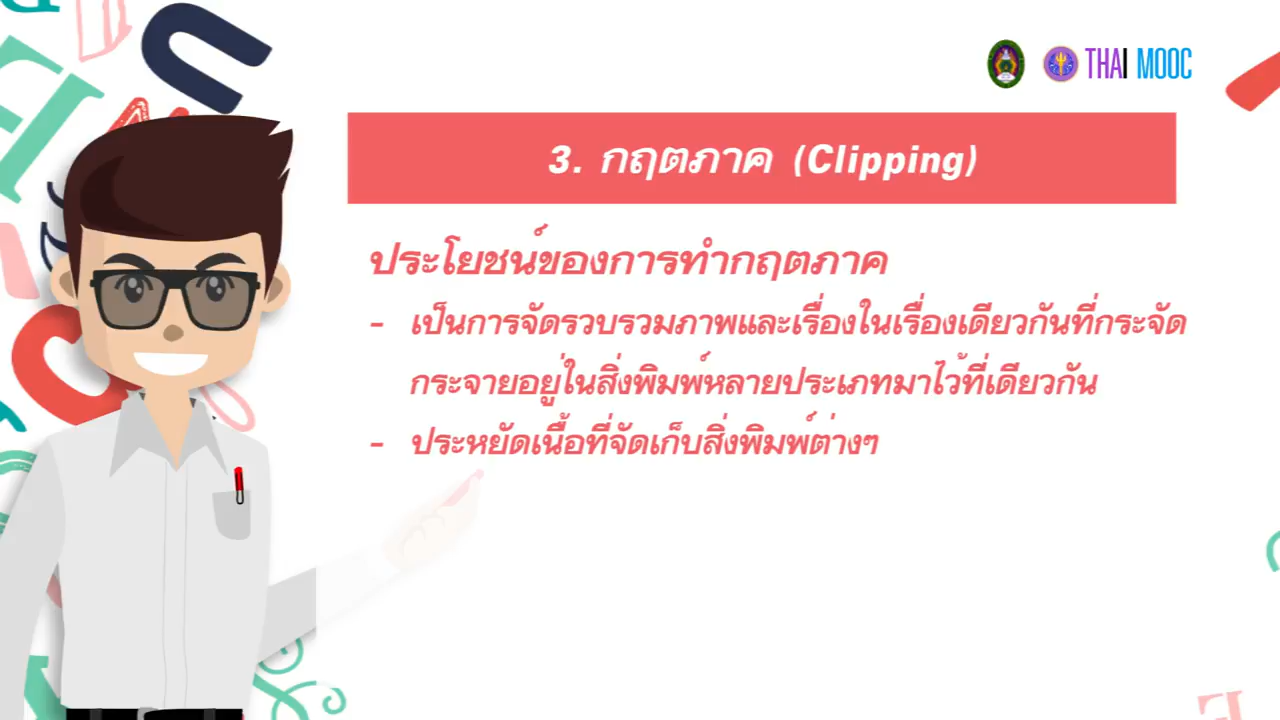 THAI MOOC
3. กฤตภาค (Clipping)
ประโยชน์ของการทำกฤตภาค
- เป็นการจัดรวบรวมภาพและเรื่องในเรื่องเดียวกันที่กระจัด
กระจายอยู่ในสิ่งพิมพ์หลายประเภทมาไว้ที่เดียวกัน
- ประหยัดเนื้อที่จัดเก็บสิ่งพิมพ์ต่างๆ